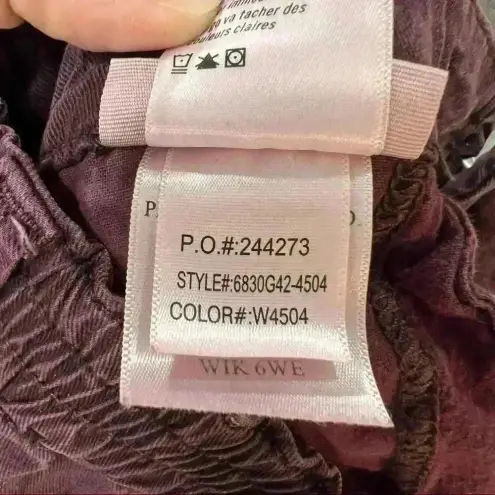 va tacher des
couleurs claires
P.O.#:244273
STYLE#:6830G42-4504
COLOR#:W4504
WIK 6WE